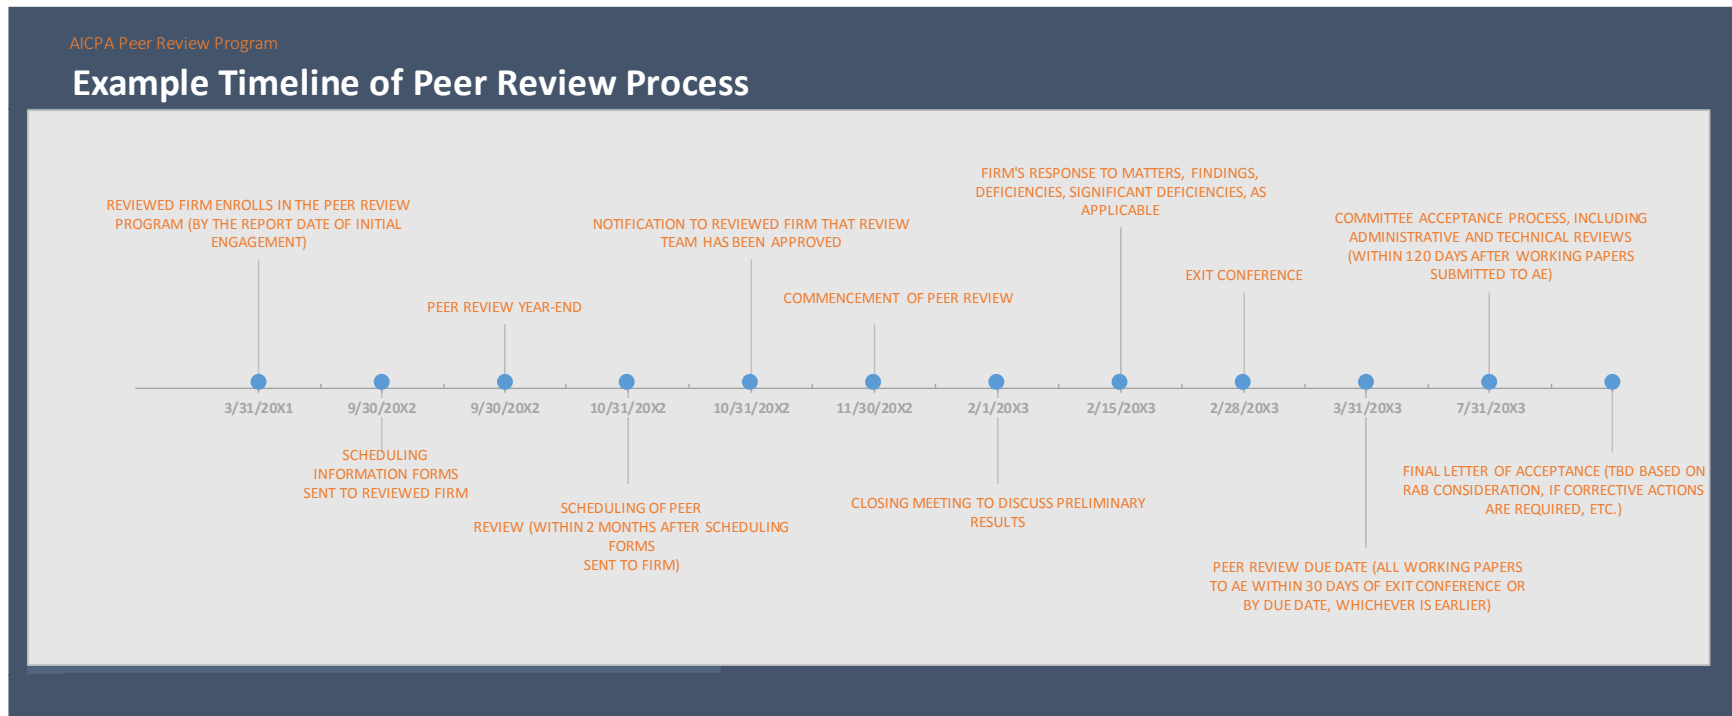 AICPA Peer Review Program
Example Timeline of Peer Review Process
REVIEWED FIRM ENROLLS IN THE PEER REVIEW
PROGRAM (BY THE REPORT DATE OF INITIAL
ENGAGEMENT)
PEER REVIEW YEAR-END
NOTIFICATION TO REVIEWED FIRM THAT REVIEW
TEAM HAS BEEN APPROVED
COMMENCEMENT OF PEER REVIEW
FIRM'S RESPONSE TO MATTERS, FINDINGS,
DEFICIENCIES, SIGNIFICANT DEFICIENCIES, AS
APPLICABLE
EXIT CONFERENCE
COMMITTEE ACCEPTANCE PROCESS, INCLUDING
ADMINISTRATIVE AND TECHNICAL REVIEWS
(WITHIN 120 DAYS AFTER WORKING PAPERS
SUBMITTED TO AE)
3/31/20X1 9/30/20X2 9/30/20X2 10/31/20X2 10/31/20X2 11/30/20X2 2/1/20X3 2/15/20X3 2/28/20X3 3/31/20X3 7/31/20X3
SCHEDULING
INFORMATION FORMS
SENT TO REVIEWED FIRM
SCHEDULING OF PEER
REVIEW (WITHIN 2 MONTHS AFTER SCHEDULING
FORMS
SENT TO FIRM)
CLOSING MEETING TO DISCUSS PRELIMINARY
RESULTS
PEER REVIEW DUE DATE (ALL WORKING PAPERS
TO AE WITHIN 30 DAYS OF EXIT CONFERENCE OR
BY DUE DATE, WHICHEVER IS EARLIER)
FINAL LETTER OF ACCEPTANCE (TBD BASED ON
RAB CONSIDERATION, IF CORRECTIVE ACTIONS
ARE REQUIRED, ETC.)